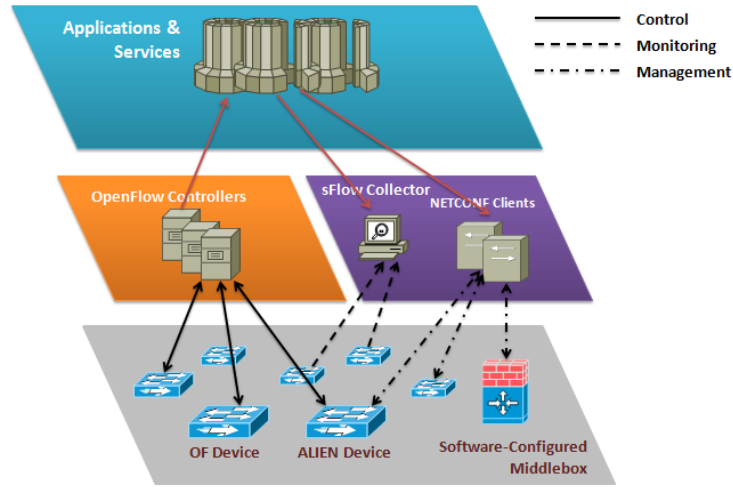 Applications &
Services
Control
Monitoring
Management
OpenFlow Controllers
sFlow Collector
NETCONF Clients
OF Device
ALIEN Device
Software-Configured
Middlebox